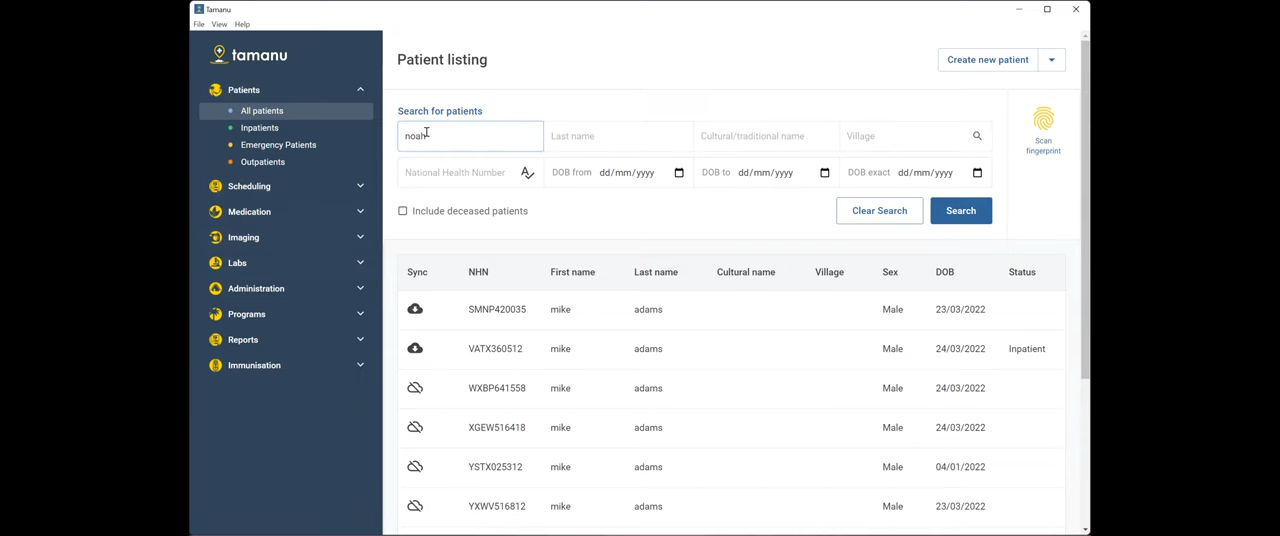 Tamanu
File View Help
tamanu
Patients
All patients
Inpatients
Emergency Patients
Outpatients
Scheduling
Medication
Imaging
Labs
Administration
Programs
Reports
Immunisation
Patient listing
Create new patient
Search for patients
noah Last name Cultural/traditional name Village
National Health Number DOB from dd/mm/yyyy DOB to dd/mm/yyyy DOB exact dd/mm/yyyy
Scan
fingerprint
Include deceased patients Clear Search Search
Sync NHN First name Last name Cultural name Village Sex DOB Status
SMNP420035 mike adams Male 23/03/2022
VATX360512 mike adams Male 24/03/2022 Inpatient
WXBP641558 mike adams Male 24/03/2022
XGEW516418 mike adams Male 24/03/2022
YSTX025312 mike adams Male 04/01/2022
YXWV516812 mike adams Male 23/03/2022